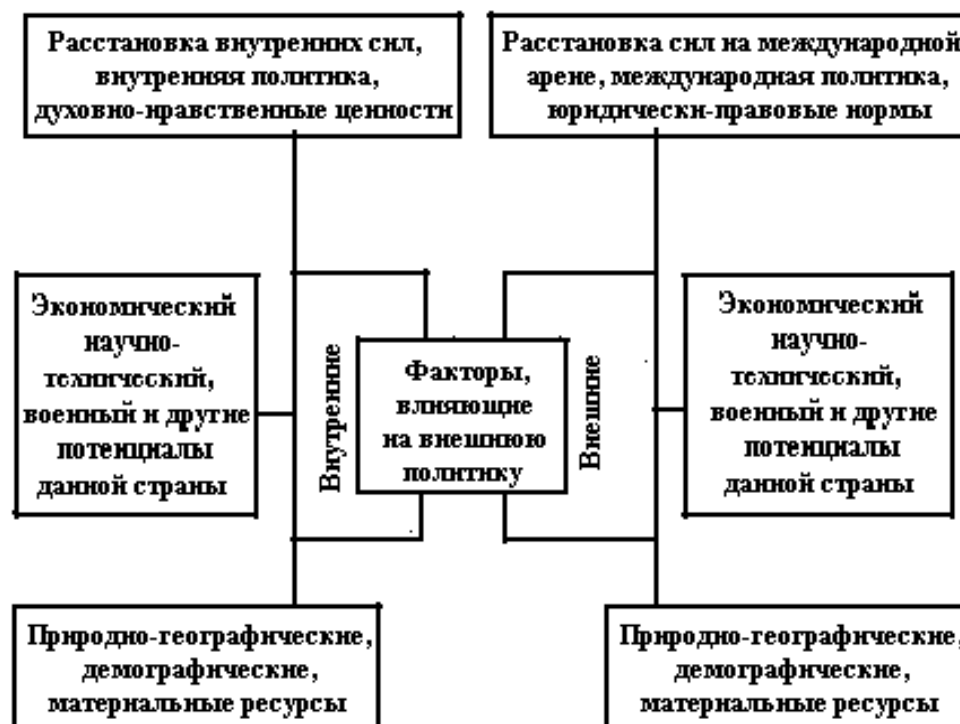 Расстановка внутренних сил,
внутренняя политика,
духовно-нравственные ценности
Расстановка сил на международной
арене, международная политика,
юридически-правовые нормы
Экономический
научно-
технический,
военный и другие
потенциалы
данной страны
Внутренние
Факторы,
влияющие
на внешнюю
политику
Внешние
Экономический
научно-
технический,
военный и другие
потенциалы
данной страны
Природно-географические,
демографические,
материальные ресурсы
Природно-географические,
демографические,
материальные ресурсы